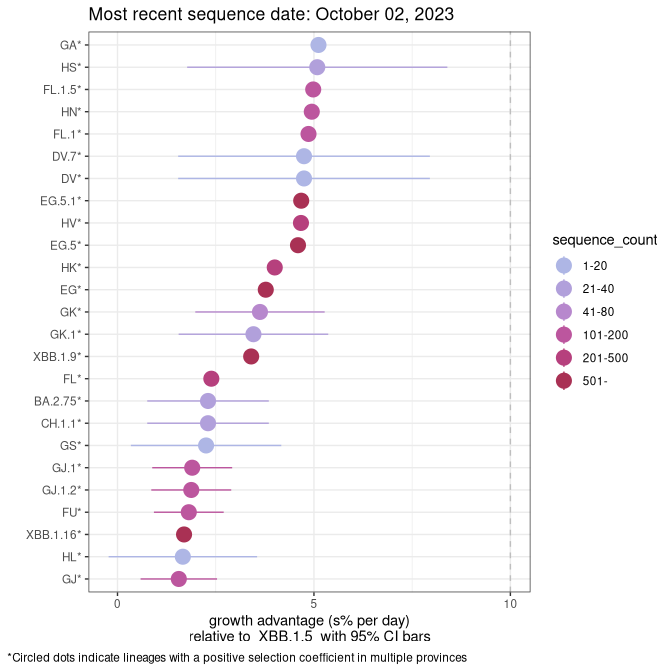 Most recent sequence date: October 02, 2023
GA*
HS*
FL.1.5*
HN*
FL.1*
DV.7*
DV*
EG.5.1*
HV*
EG.5*
HK*
EG*
GK*
GK.1*
XBB.1.9*
FL*
BA.2.75*
CH.1.1*
GS*
GJ.1*
GJ.1.2*
FU*
XBB.1.16*
HL*
GJ*
0 5 10
growth advantage (s% per day)
relative to XBB.1.5 with 95% CI bars
sequence_count
1-20
21-40
41-80
101-200
201-500
501-
*Circled dots indicate lineages with a positive selection coefficient in multiple provinces